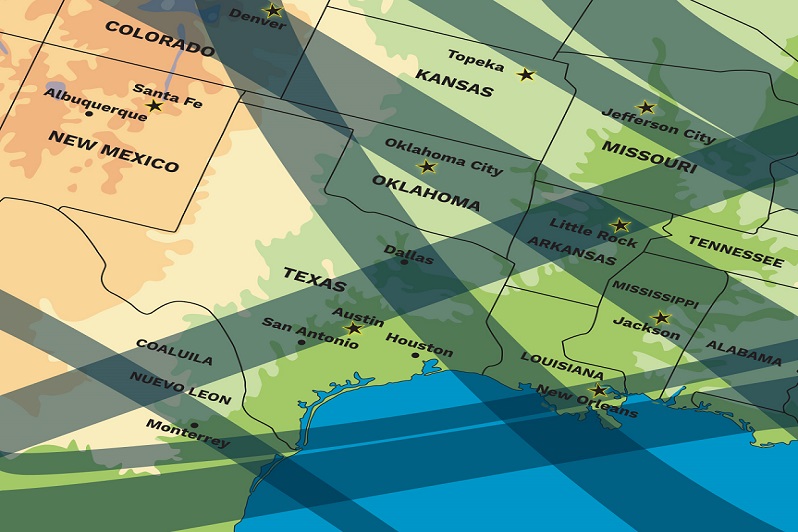 Denver
COLORADO
Topeka
KANSAS
Santa Fe
Albuquerque
NEW MEXICO
Jefferson City
MISSOURI
Oklahoma City
OKLAHOMA
Little Rock
ARKANSAS
TENNESSEE
Dallas
TEXAS
MISSISSIPPI
Jackson
Austin
San Antonio
Houston
ALABAMA
COALUILA
LOUISIANA
NUEVO LEON
New Orleans
Monterrey